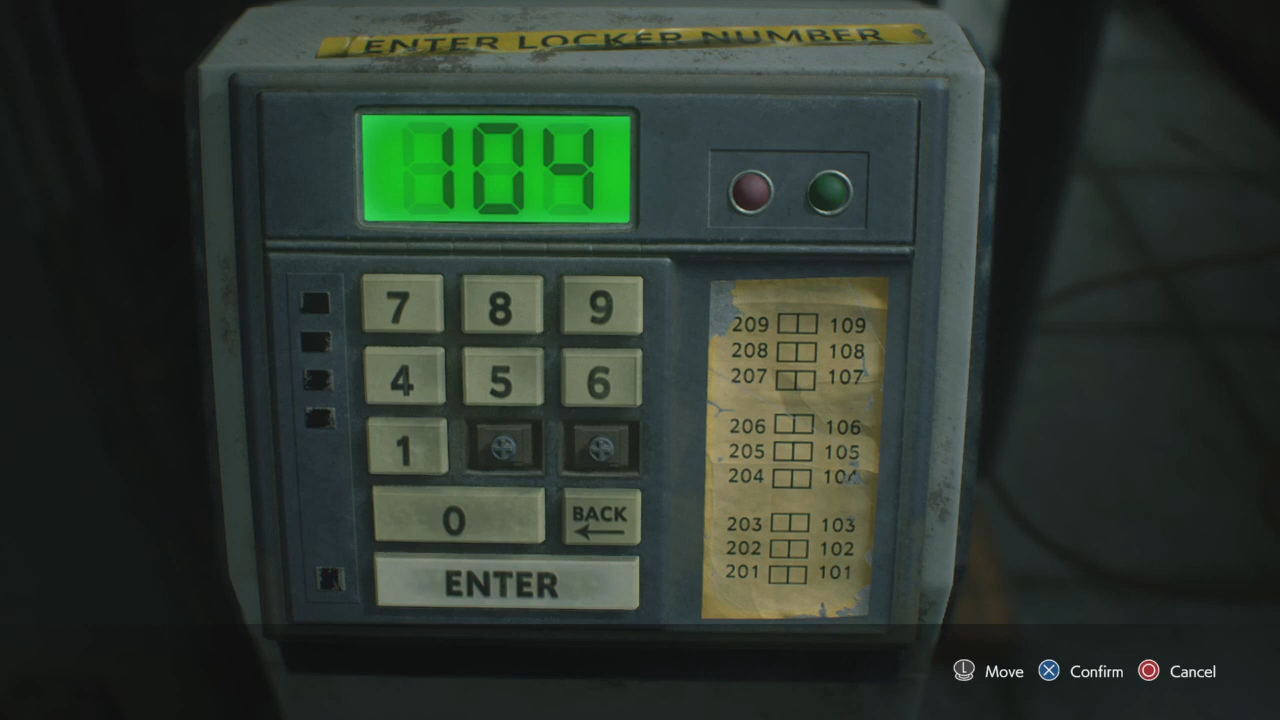 ENTER LOCKER NUMBER
104
7 8 9
4 5 6
1
0 BACK
ENTER
209 109
208 108
207 107
206 106
205 105
204 104
203 103
202 102
201 101
L Move Confirm Cancel